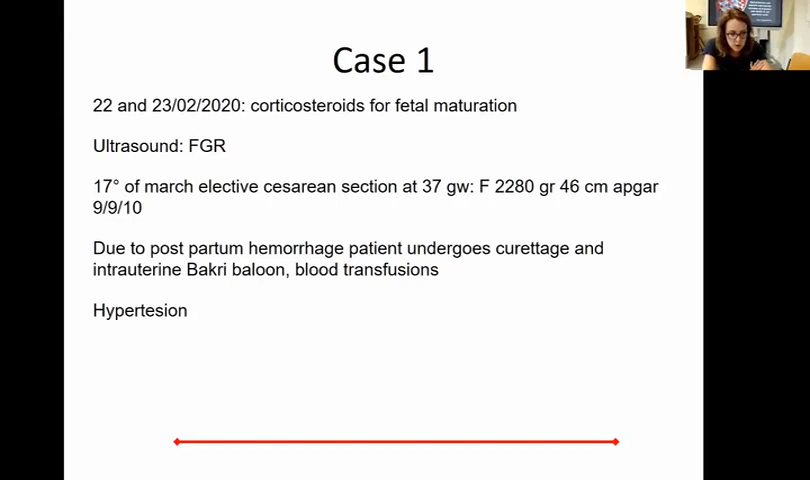 Case 1
22 and 23/02/2020: corticosteroids for fetal maturation
Ultrasound: FGR
17° of march elective cesarean section at 37 gw: F 2280 gr 46 cm apgar
9/9/10
Due to post partum hemorrhage patient undergoes curettage and
intrauterine Bakri baloon, blood transfusions
Hypertesion